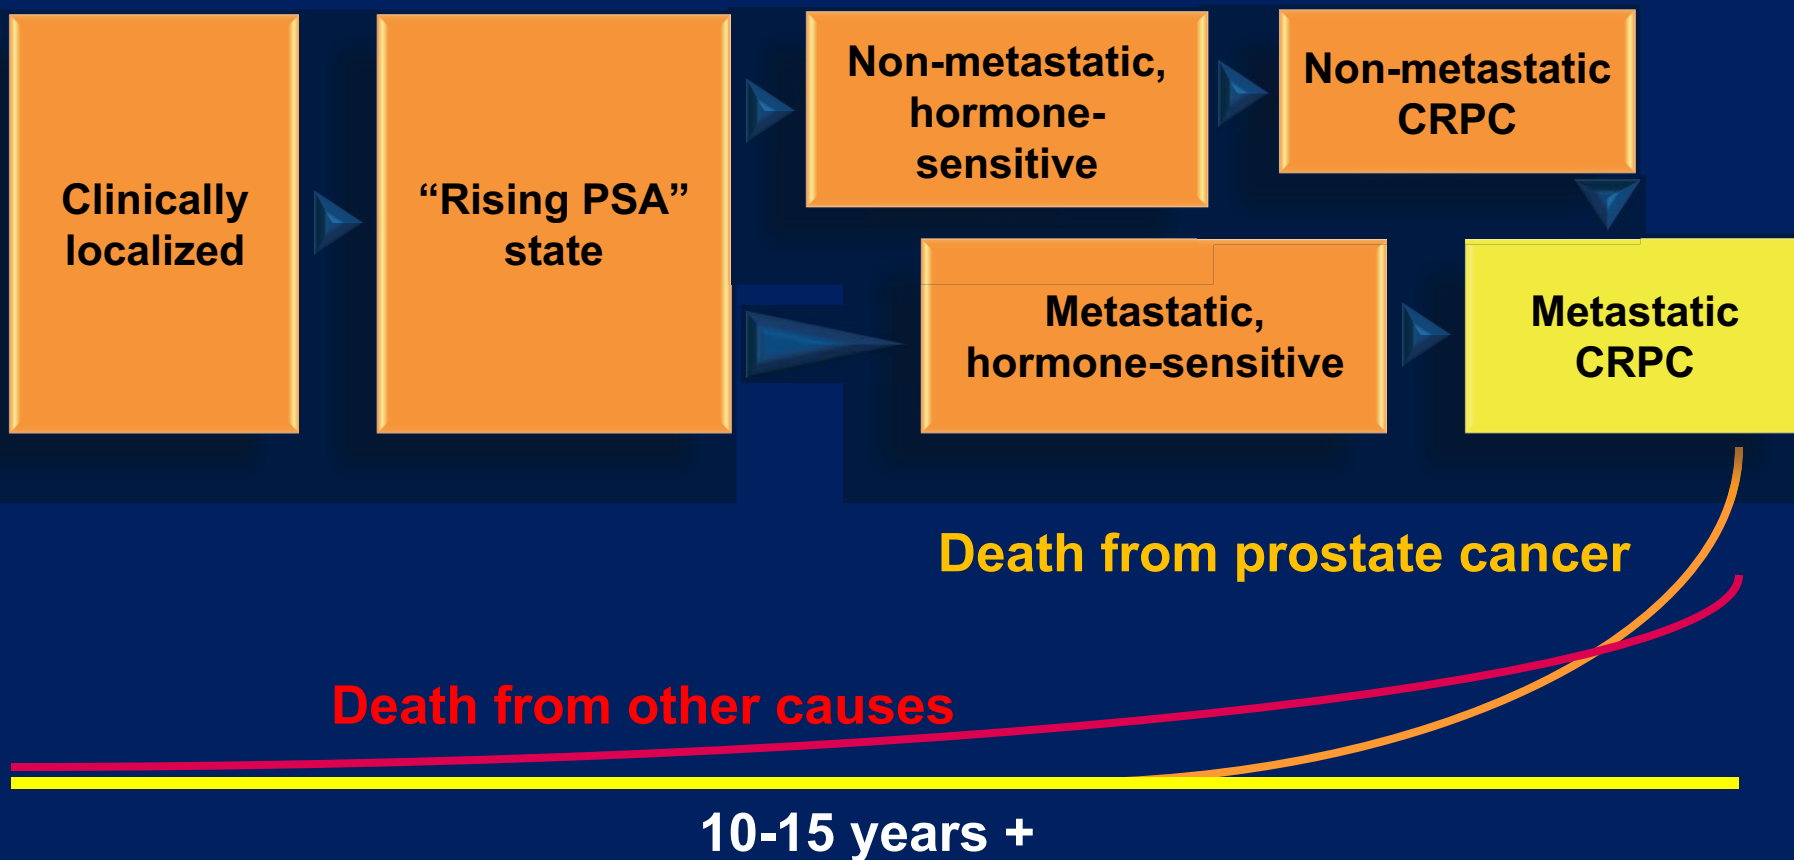 Clinically
localized
“Rising PSA”
state
Non-metastatic,
hormone-
sensitive
Non-metastatic
CRPC
Metastatic,
hormone-sensitive
Metastatic
CRPC
Death from prostate cancer
Death from other causes
10-15 years +